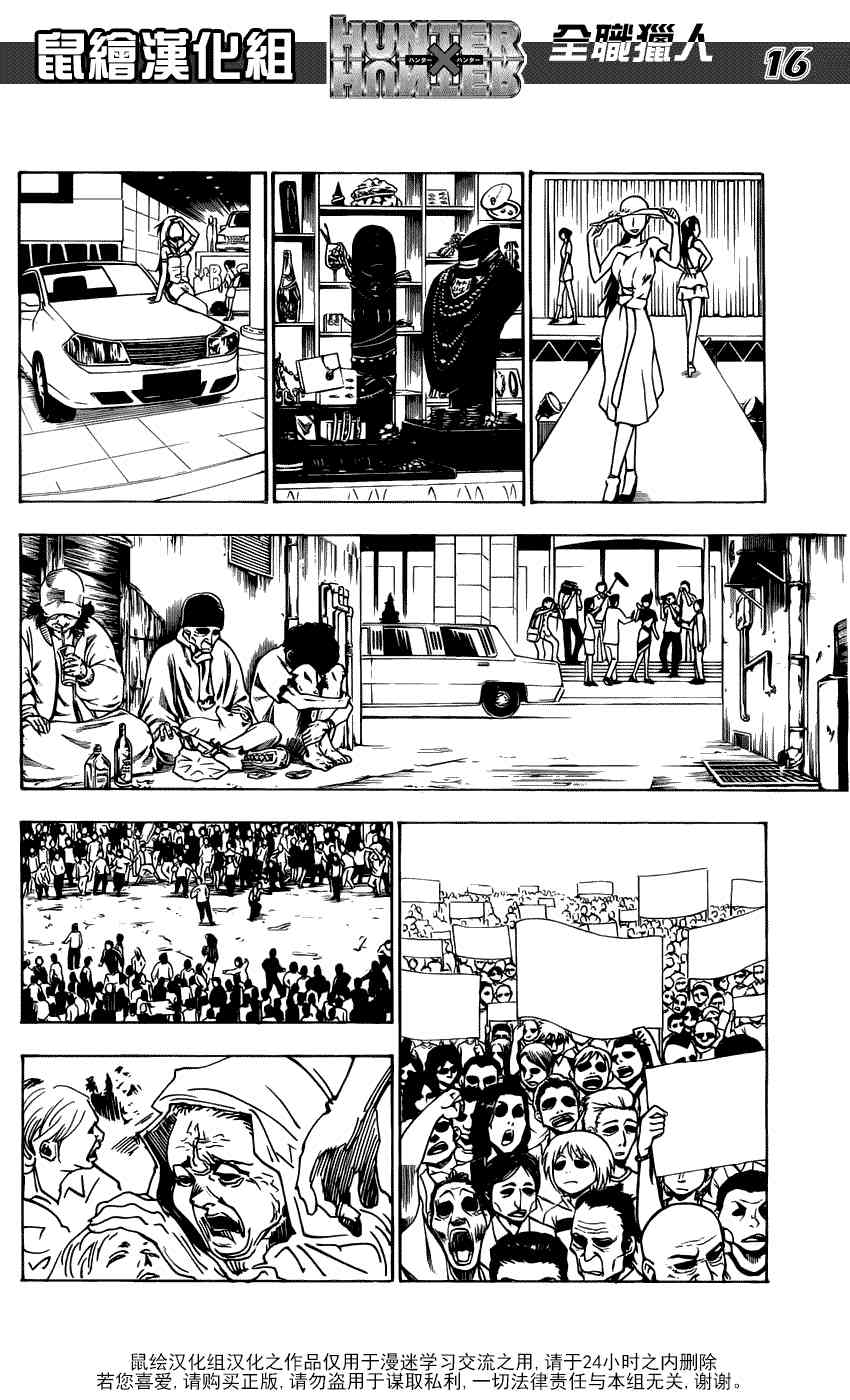 鼠繪漢化組
HUNTER
×
ハンター ハンター
HUNTER
全職獵人
16
鼠绘汉化组汉化之作品仅用于漫迷学习交流之用,请于24小时之内删除
若您喜爱,请购买正版,请勿盗用于谋取私利,一切法律责任与本组无关,谢谢。